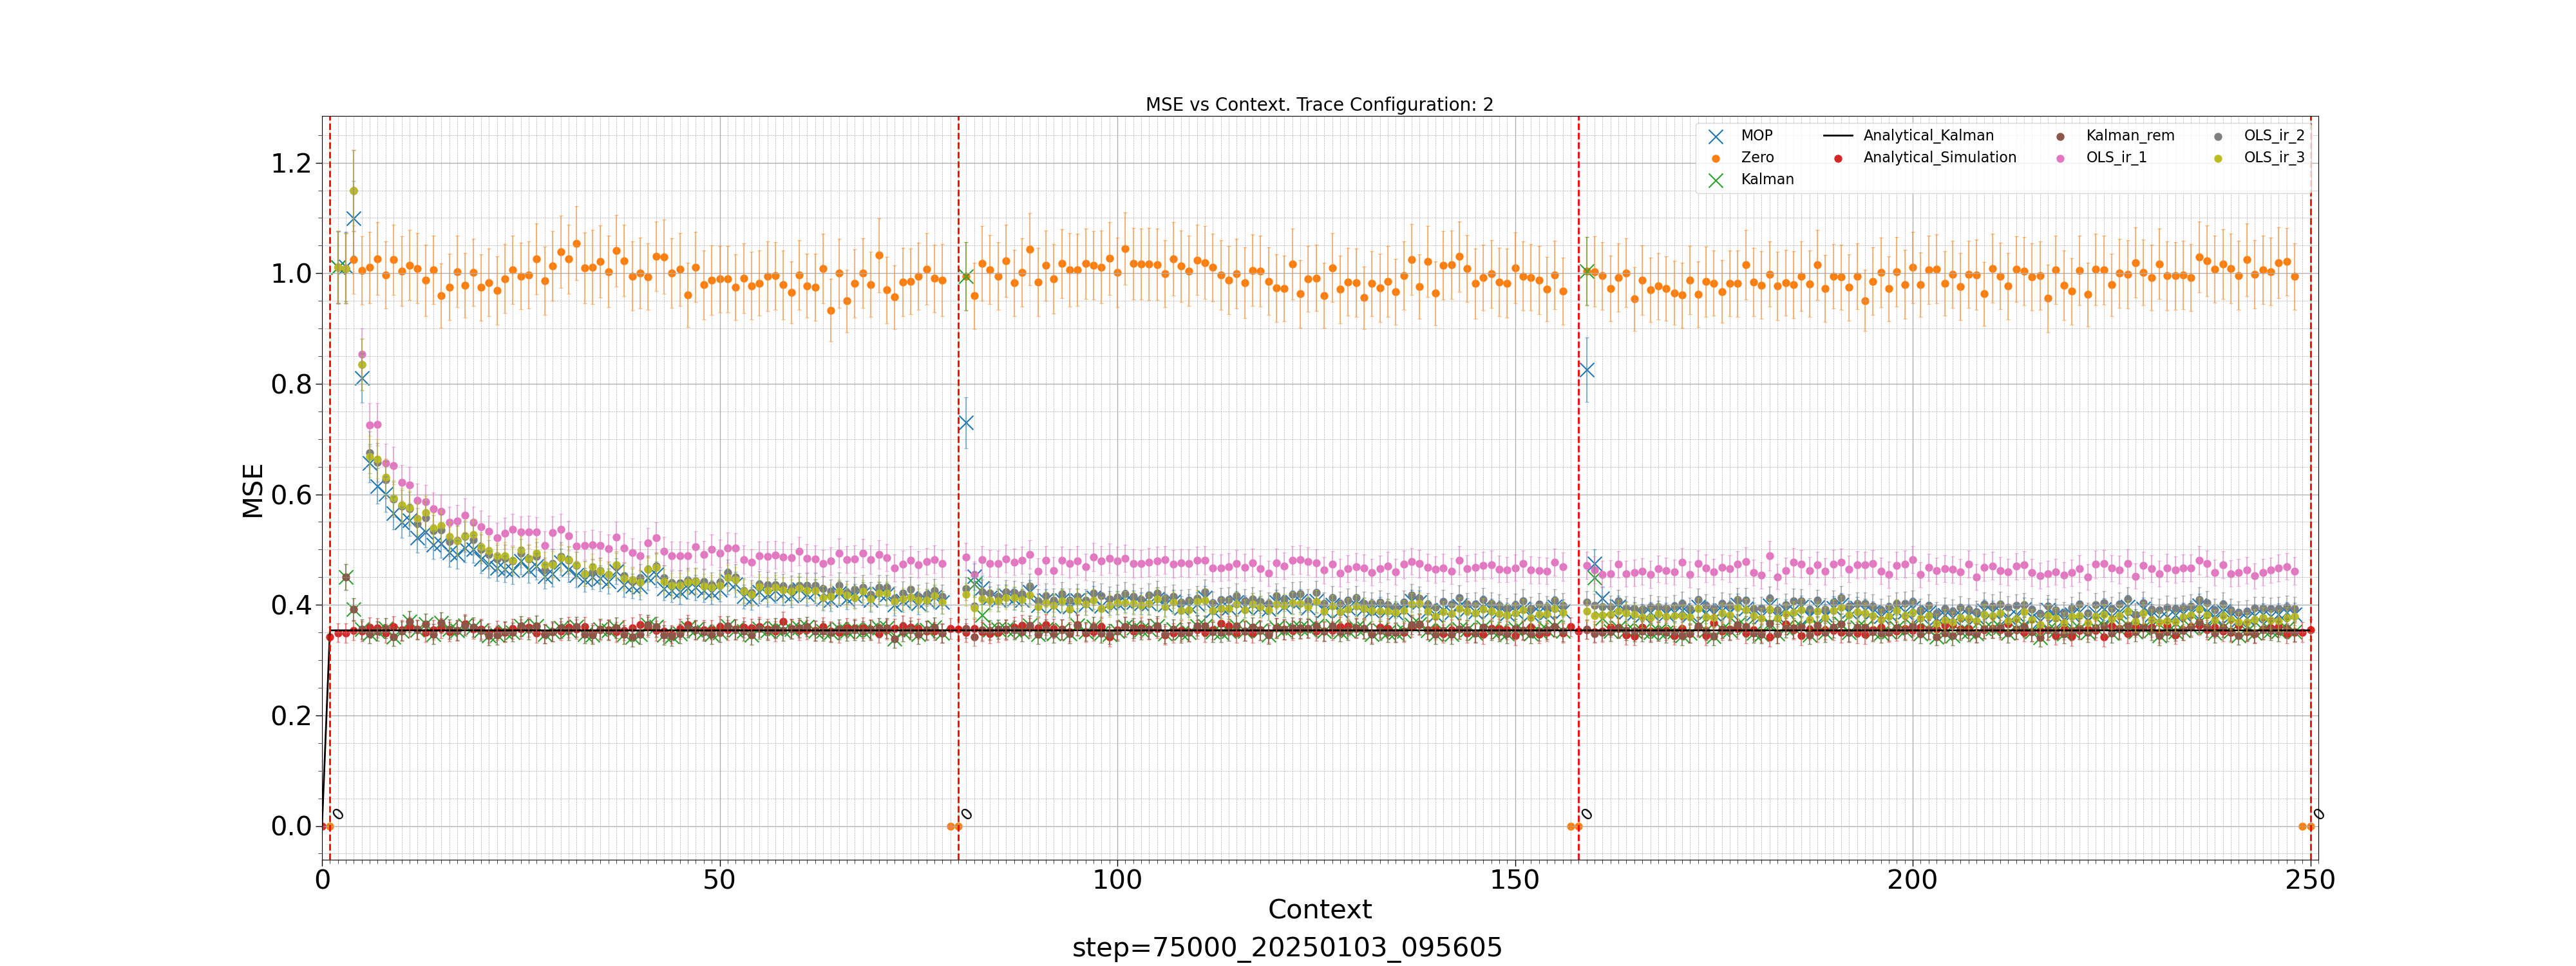 MSE vs Context. Trace Configuration: 2
MOP
Zero
Kalman
Analytical_Kalman
Analytical_Simulation
Kalman_rem
OLS_ir_1
OLS_ir_2
OLS_ir_3
MSE
1.2
1.0
0.8
0.6
0.4
0.2
0.0
0
0
0
0
0
50
100
150
200
250
Context
step=75000_20250103_095605